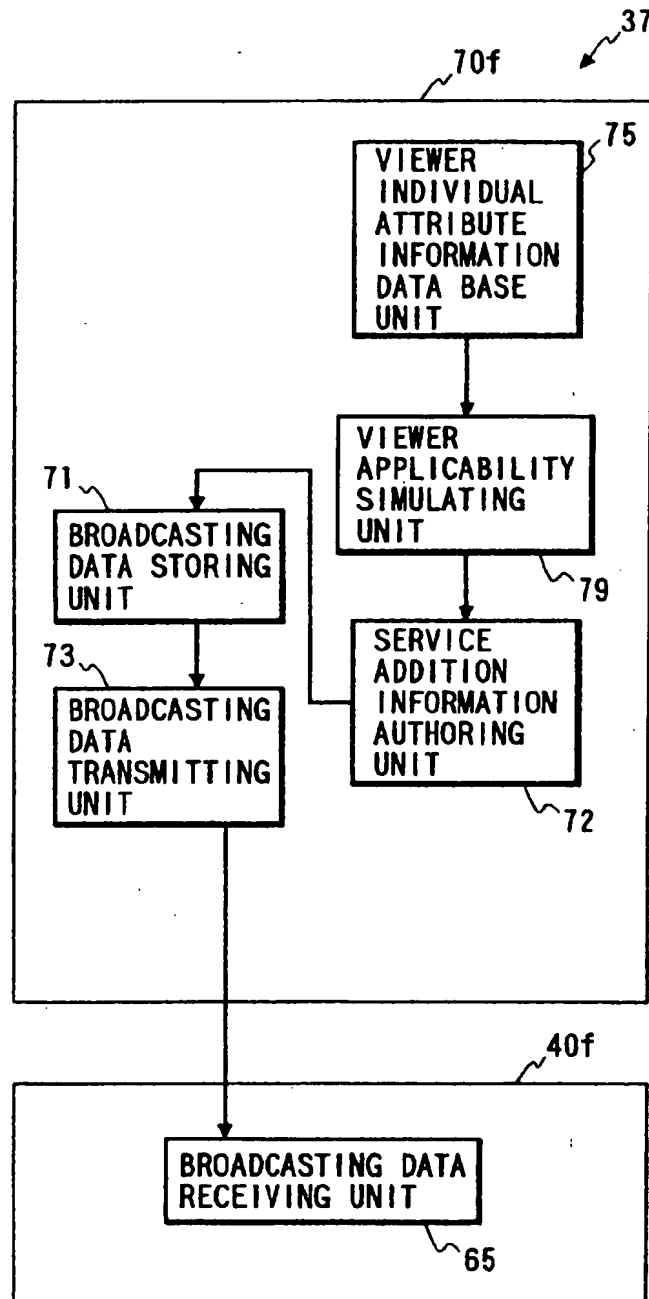 37
70f
75
VIEWER
INDIVIDUAL
ATTRIBUTE
INFORMATION
DATA BASE
UNIT
VIEWER
APPLICABILITY
SIMULATING
UNIT
79
71
BROADCASTING
DATA STORING
UNIT
SERVICE
ADDITION
INFORMATION
AUTHORING
UNIT
72
73
BROADCASTING
DATA
TRANSMITTING
UNIT
40f
BROADCASTING DATA
RECEIVING UNIT
65